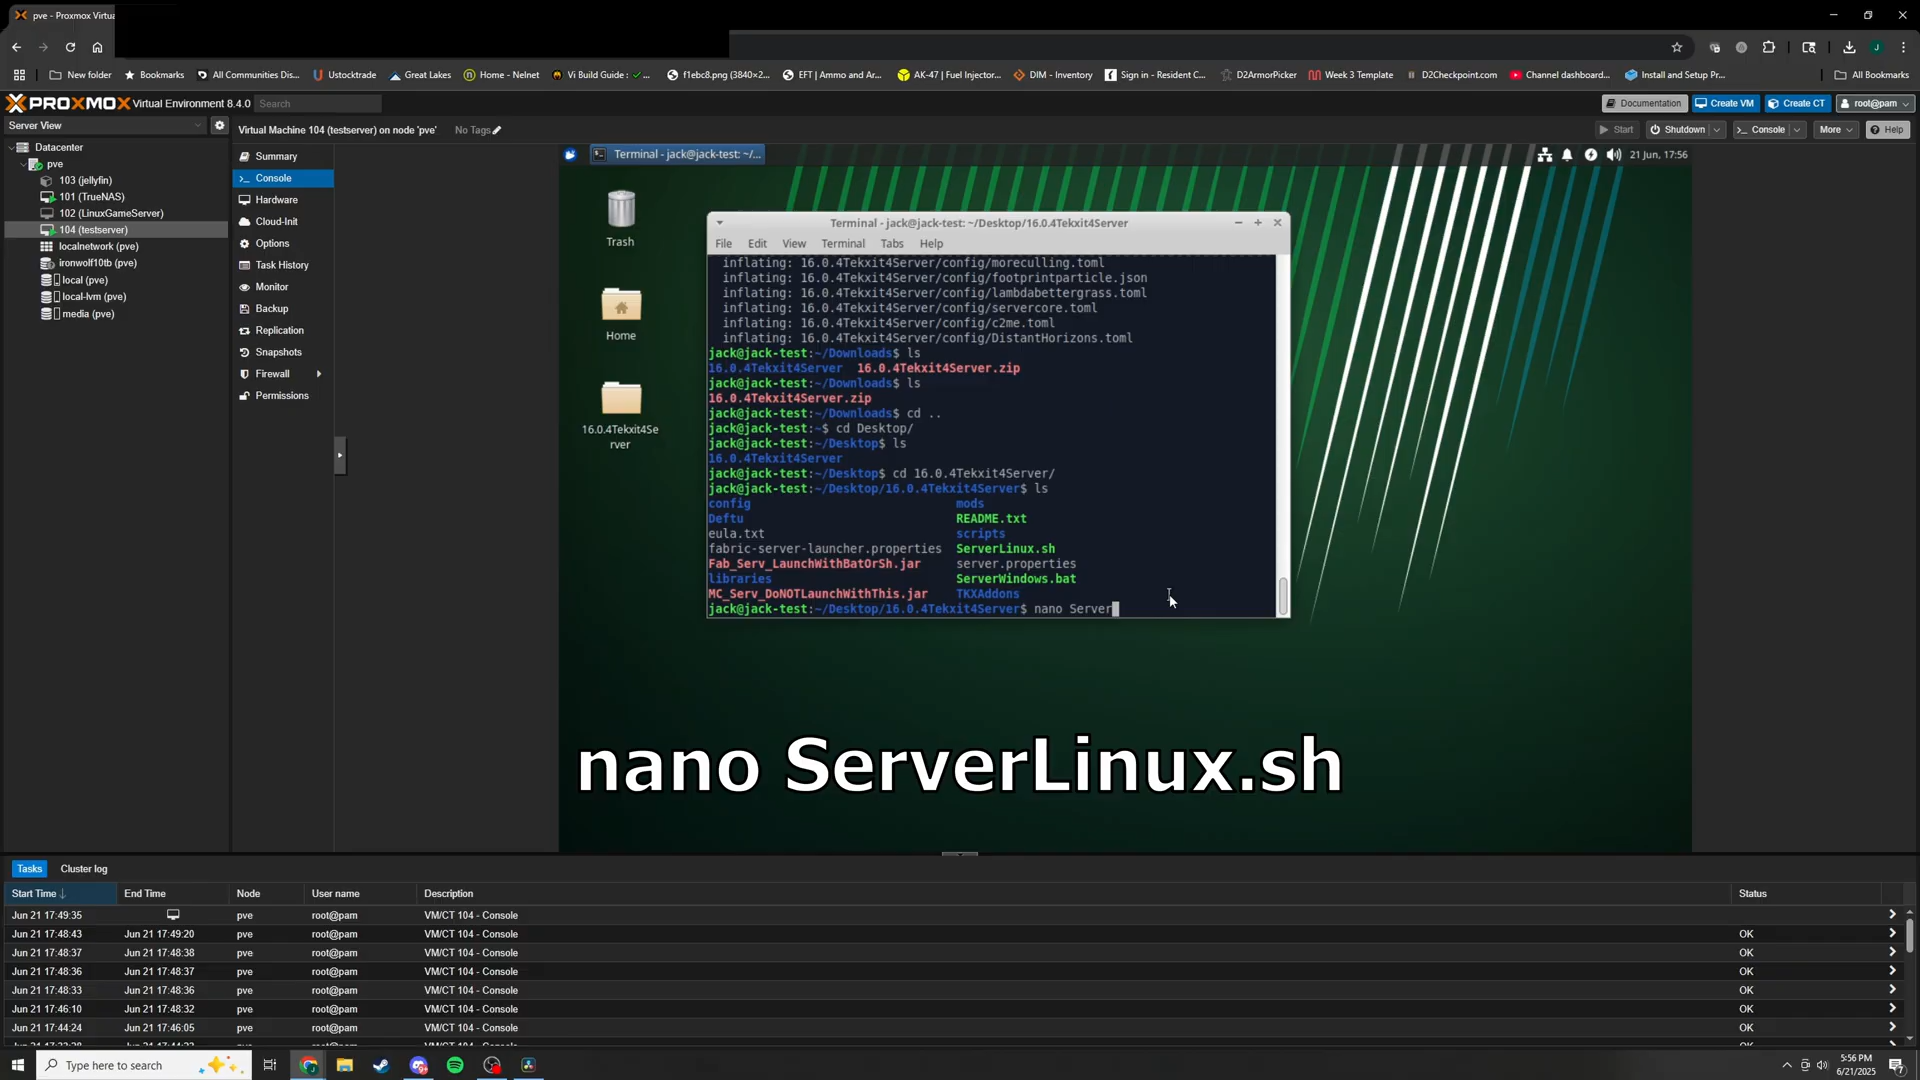 pve - Proxmox Virtua
New folder
Bookmarks
All Communities Dis...
Ustocktrade
Great Lakes
Home - Nelnet
Vi Build Guide :
f1ebc8.png (3840×2...
EFT | Ammo and Ar...
AK-47 | Fuel Injector...
DIM - Inventory
Sign in - Resident C...
D2ArmorPicker
Week 3 Template
D2Checkpoint.com
Channel dashboard...
Install and Setup Pr...
All Bookmarks
PROXMOX Virtual Environment 8.4.0
Search
Documentation
Create VM
Create CT
root@pam
Server View
Virtual Machine 104 (testserver) on node 'pve'
No Tags
Start
Shutdown
Console
More
Help
Datacenter
pve
103 (jellyfin)
101 (TrueNAS)
102 (LinuxGameServer)
104 (testserver)
localnetwork (pve)
ironwolf10tb (pve)
local (pve)
local-lvm (pve)
media (pve)
Summary
Console
Hardware
Cloud-Init
Options
Task History
Monitor
Backup
Replication
Snapshots
Firewall
Permissions
Terminal - jack@jack-test: ~/...
21 Jun, 17:56
Trash
Home
16.0.4Tekxit4Se
rver
Terminal - jack@jack-test: ~/Desktop/16.0.4Tekxit4Server
File Edit View Terminal Tabs Help
inflating: 16.0.4Tekxit4Server/config/moreculling.toml
inflating: 16.0.4Tekxit4Server/config/footprintparticle.json
inflating: 16.0.4Tekxit4Server/config/lambdabettergrass.toml
inflating: 16.0.4Tekxit4Server/config/servercore.toml
inflating: 16.0.4Tekxit4Server/config/c2me.toml
inflating: 16.0.4Tekxit4Server/config/DistantHorizons.toml
jack@jack-test:~/Downloads$ ls
16.0.4Tekxit4Server 16.0.4Tekxit4Server.zip
jack@jack-test:~/Downloads$ ls
16.0.4Tekxit4Server.zip
jack@jack-test:~/Downloads$ cd ..
jack@jack-test:~$ cd Desktop/
jack@jack-test:~/Desktop$ ls
16.0.4Tekxit4Server
jack@jack-test:~/Desktop$ cd 16.0.4Tekxit4Server/
jack@jack-test:~/Desktop/16.0.4Tekxit4Server$ ls
config mods
Deftu README.txt
eula.txt scripts
fabric-server-launcher.properties ServerLinux.sh
Fab_Serv_LaunchWithBatOrSh.jar server.properties
libraries ServerWindows.bat
MC_Serv_DoNOTLaunchWithThis.jar TKXAddons
jack@jack-test:~/Desktop/16.0.4Tekxit4Server$ nano Server
nano ServerLinux.sh
Tasks
Cluster log
Start Time End Time Node User name Description Status
Jun 21 17:49:35 pve root@pam VM/CT 104 - Console
Jun 21 17:48:43 Jun 21 17:49:20 pve root@pam VM/CT 104 - Console OK
Jun 21 17:48:37 Jun 21 17:48:38 pve root@pam VM/CT 104 - Console OK
Jun 21 17:48:36 Jun 21 17:48:37 pve root@pam VM/CT 104 - Console OK
Jun 21 17:48:33 Jun 21 17:48:36 pve root@pam VM/CT 104 - Console OK
Jun 21 17:46:10 Jun 21 17:48:32 pve root@pam VM/CT 104 - Console OK
Jun 21 17:44:24 Jun 21 17:46:05 pve root@pam VM/CT 104 - Console OK
Type here to search
5:56 PM
6/21/2025